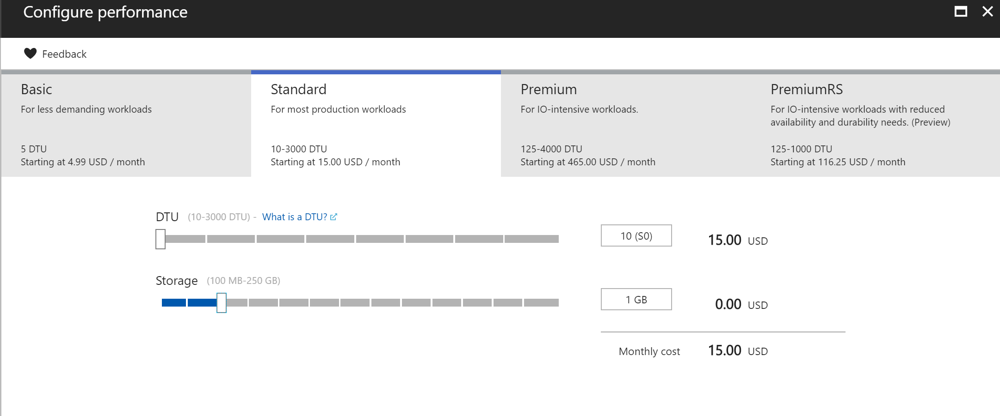 Configure performance
Feedback
Basic
For less demanding workloads
5 DTU
Starting at 4.99 USD / month
Standard
For most production workloads
10-3000 DTU
Starting at 15.00 USD / month
Premium
For IO-intensive workloads.
125-4000 DTU
Starting at 465.00 USD / month
PremiumRS
For IO-intensive workloads with reduced
availability and durability needs. (Preview)
125-1000 DTU
Starting at 116.25 USD / month
DTU (10-3000 DTU) - What is a DTU?
10 (S0) 15.00 USD
Storage (100 MB-250 GB)
1 GB 0.00 USD
Monthly cost 15.00 USD